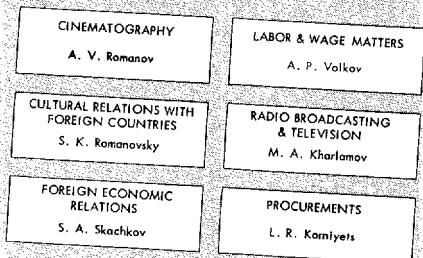 CINEMATOGRAPHY
A. V. Romanov
LABOR & WAGE MATTERS
A. P. Volkov
CULTURAL RELATIONS WITH
FOREIGN COUNTRIES
S. K. Romanovsky
RADIO BROADCASTING
& TELEVISION
M. A. Kharlamov
FOREIGN ECONOMIC
RELATIONS
S. A. Skachkov
PROCUREMENTS
L. R. Korniyets